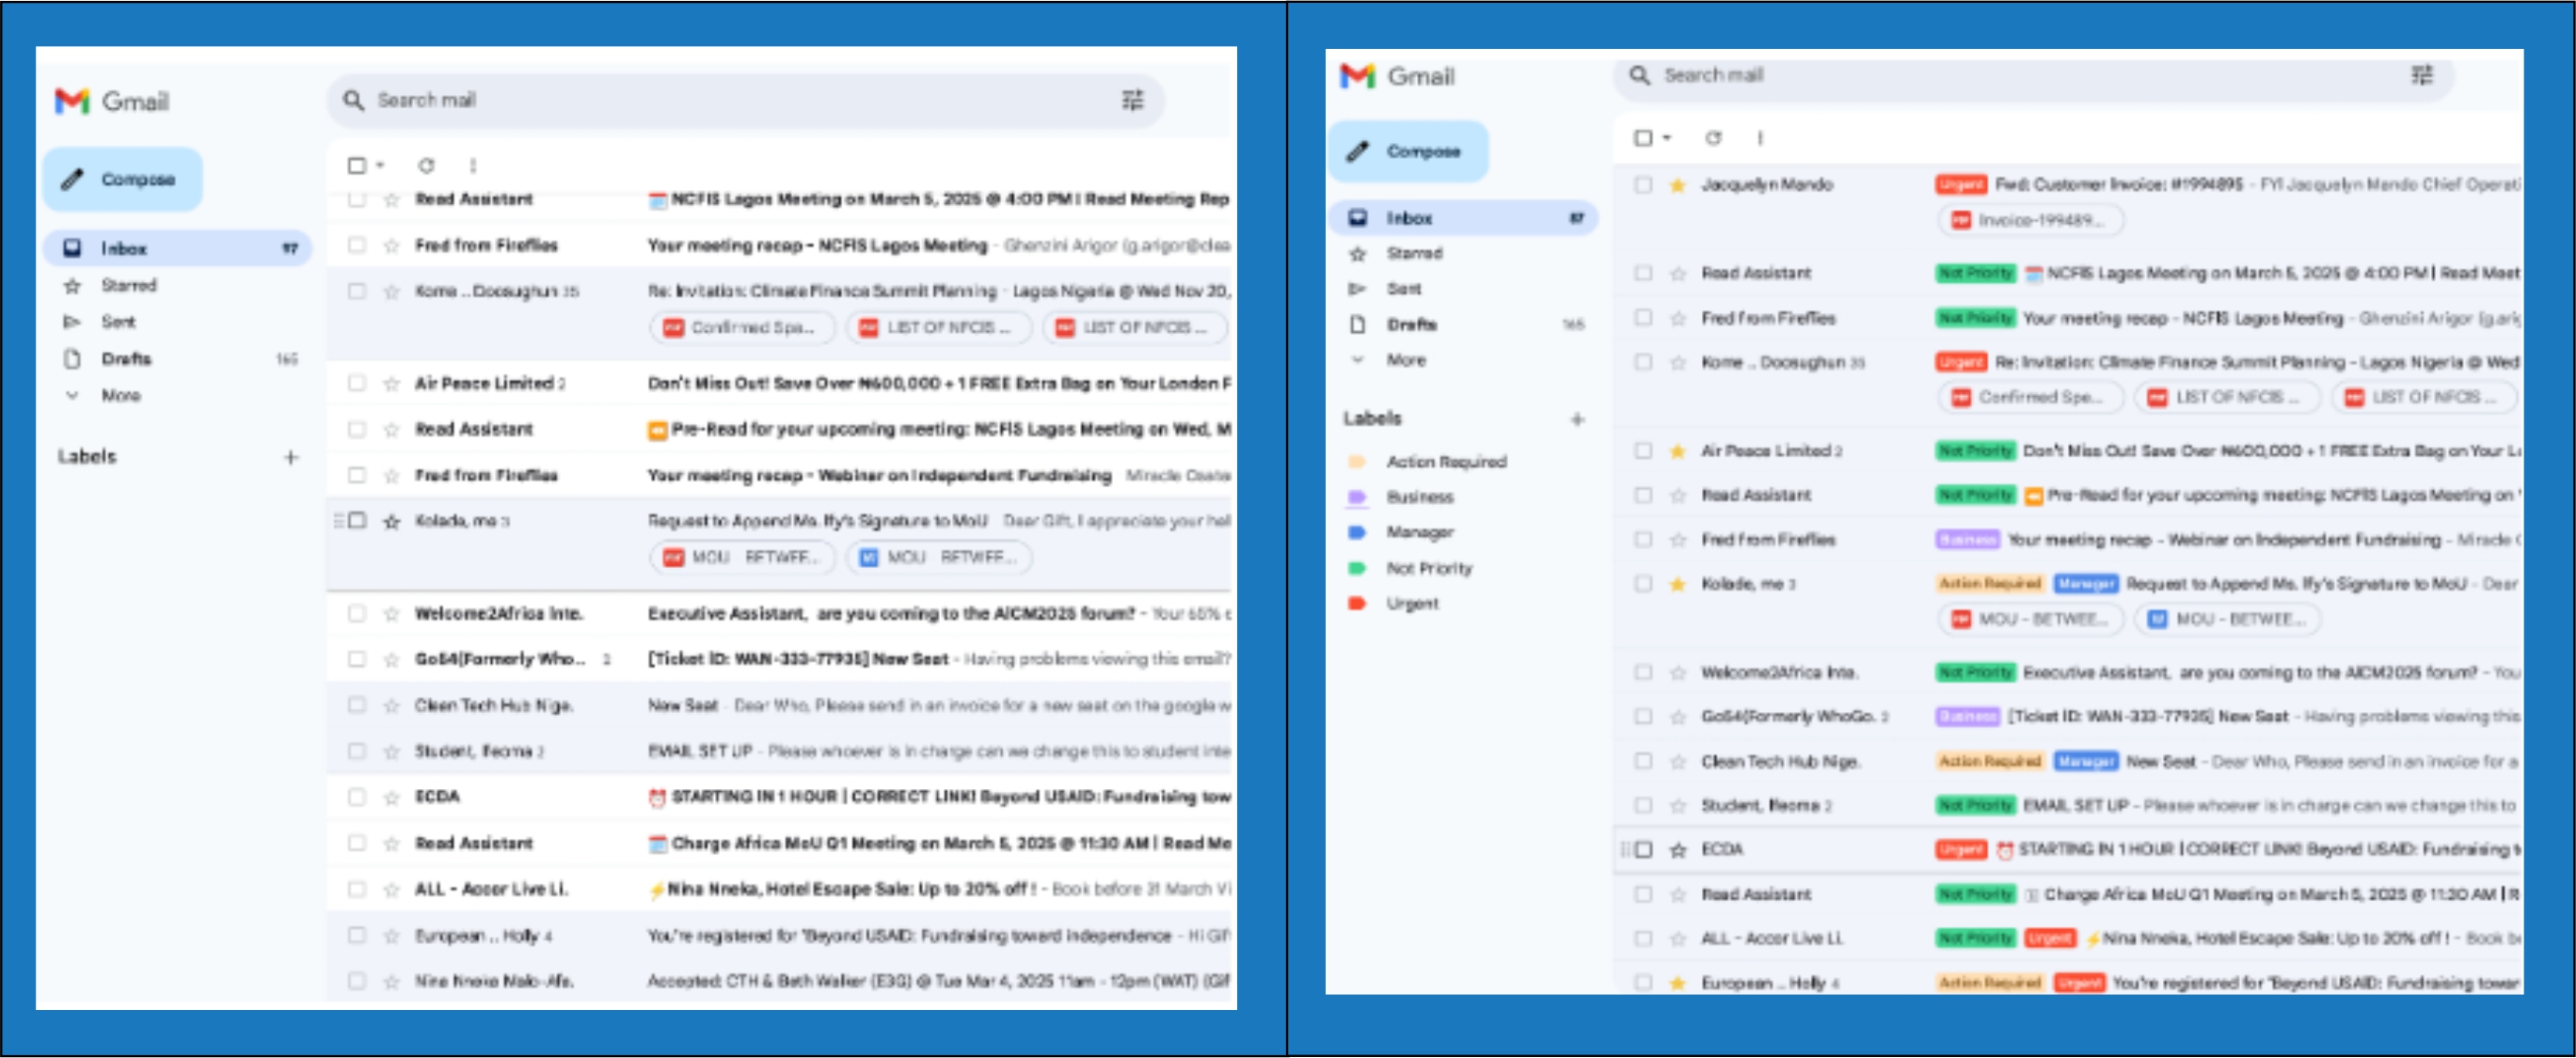 Gmail
Search mail
Compose
Inbox 97
Starred
Sent
Drafts 165
More
Labels +
Read Assistant NCFIS Lagos Meeting on March 5, 2025 @ 4:00 PM | Read Meeting Rep
Fred from Fireflies Your meeting recap - NCFIS Lagos Meeting - Ghenzini Arigor (g.arigor@clea
Kome .. Doosughun 35 Re: Invitation: Climate Finance Summit Planning - Lagos Nigeria @ Wed Nov 20,
Confirmed Spe... LIST OF NFCIS ... LIST OF NFCIS ...
Air Peace Limited 2 Don't Miss Out! Save Over ₦600,000 + 1 FREE Extra Bag on Your London F
Read Assistant Pre-Read for your upcoming meeting: NCFIS Lagos Meeting on Wed, M
Fred from Fireflies Your meeting recap - Webinar on Independent Fundraising Miracle
Kolade, me 3 Request to Append Ms. Ify's Signature to MoU Dear Gift, I appreciate your hel
MOU BETWEE... MOU BETWEE...
Welcome2Africa Inte. Executive Assistant, are you coming to the AICM2025 forum? - Your 65% c
Go54(Formerly Who... 2 [Ticket ID: WAN-333-77935] New Seat - Having problems viewing this email?
Clean Tech Hub Nige. New Seat - Dear Who, Please send in an invoice for a new seat on the google w
Student, Ifeoma 2 EMAIL SET UP - Please whoever is in charge can we change this to student inte
ECDA STARTING IN 1 HOUR | CORRECT LINK! Beyond USAID: Fundraising tow
Read Assistant Charge Africa MoU Q1 Meeting on March 5, 2025 @ 11:30 AM | Read Me
ALL - Accor Live Li. Nina Nneka, Hotel Escape Sale: Up to 20% off ! - Book before 31 March Vi
European .. Holly 4 You're registered for "Beyond USAID: Fundraising toward independence - Hi Gif
Nina Nneka Malo-Afa. Accepted: CTH & Beth Walker (E3G) @ Tue Mar 4, 2025 11am - 12pm (WAT) (Gif
Gmail
Search mail
Compose
Inbox 87
Starred
Sent
Drafts 165
More
Labels +
Action Required
Business
Manager
Not Priority
Urgent
Jacquelyn Mando Urgent Fwd: Customer Invoice: #1994895 - FYI Jacquelyn Mando Chief Operati
Invoice-199489...
Read Assistant Not Priority NCFIS Lagos Meeting on March 5, 2025 @ 4:00 PM | Read Meet
Fred from Fireflies Not Priority Your meeting recap - NCFIS Lagos Meeting - Ghenzini Arigor (g.arig
Kome .. Doosughun 35 Urgent Re: Invitation: Climate Finance Summit Planning - Lagos Nigeria @ Wed
Confirmed Spe... LIST OF NFCIS ... LIST OF NFCIS ...
Air Peace Limited 2 Not Priority Don't Miss Out! Save Over ₦600,000 + 1 FREE Extra Bag on Your Lo
Read Assistant Not Priority Pre-Read for your upcoming meeting: NCFIS Lagos Meeting on
Fred from Fireflies Business Your meeting recap - Webinar on Independent Fundraising - Miracle
Kolade, me 3 Action Required Manager Request to Append Ms. Ify's Signature to MoU - Dear
MOU - BETWEE... MOU - BETWEE...
Welcome2Africa Inte. Not Priority Executive Assistant, are you coming to the AICM2025 forum? - You
Go54(Formerly WhoGo. 2 Business [Ticket ID: WAN-333-77935] New Seat - Having problems viewing this
Clean Tech Hub Nige. Action Required Manager New Seat - Dear Who, Please send in an invoice for a
Student, Ifeoma 2 Not Priority EMAIL SET UP - Please whoever is in charge can we change this to
ECDA Urgent STARTING IN 1 HOUR | CORRECT LINK! Beyond USAID: Fundraising t
Read Assistant Not Priority Charge Africa MoU Q1 Meeting on March 5, 2025 @ 11:30 AM | R
ALL - Accor Live Li. Not Priority Urgent Nina Nneka, Hotel Escape Sale: Up to 20% off ! - Book be
European .. Holly 4 Action Required Urgent You're registered for "Beyond USAID: Fundraising towar